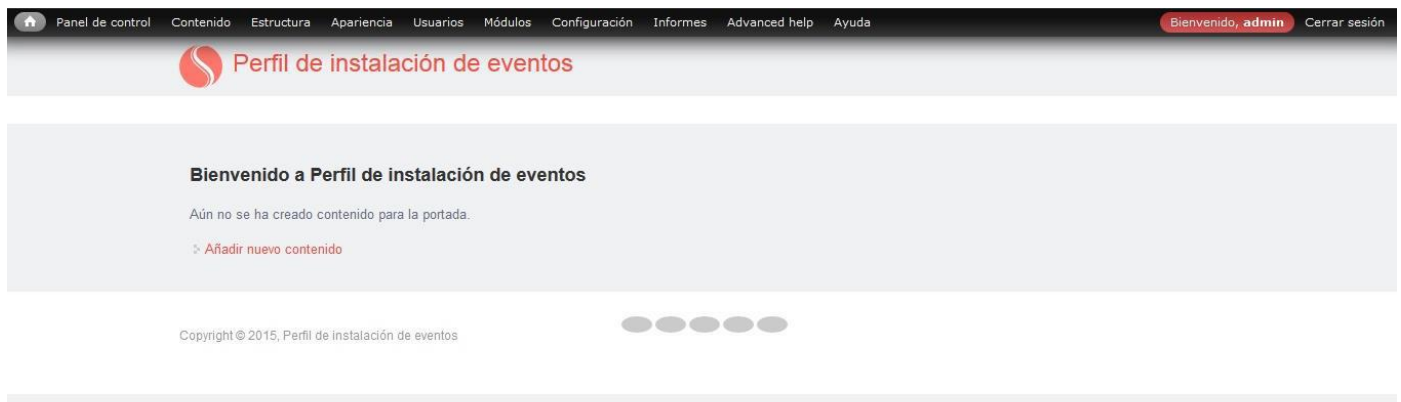 Panel de control Contenido Estructura Apariencia Usuarios Módulos Configuración Informes Advanced help Ayuda Bienvenido, admin Cerrar sesión
Perfil de instalación de eventos
Bienvenido a Perfil de instalación de eventos
Aún no se ha creado contenido para la portada.
Añadir nuevo contenido
Copyright © 2015, Perfil de instalación de eventos